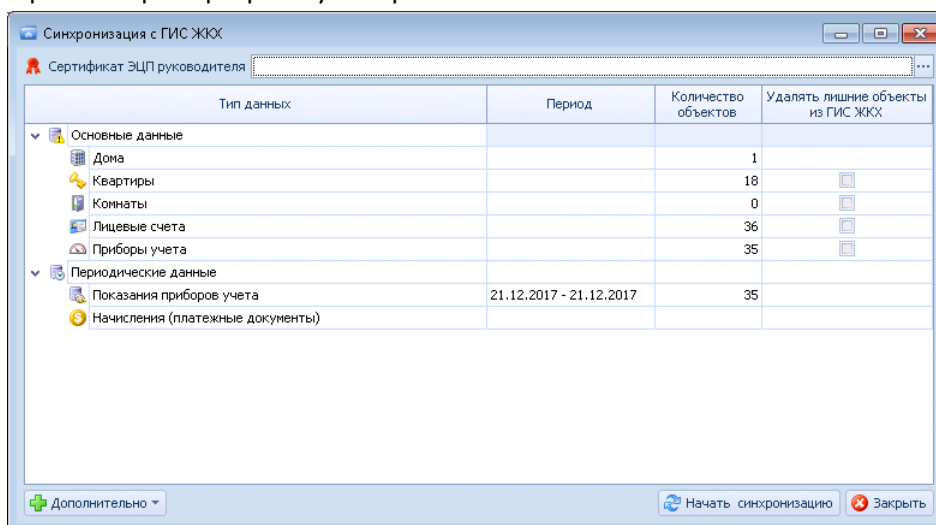 Синхронизация с ГИС ЖКХ
Сертификат ЭЦП руководителя
Тип данных Период Количество объектов Удалять лишние объекты из ГИС ЖКХ
Основные данные
Дома 1
Квартиры 18
Комнаты 0
Лицевые счета 36
Приборы учета 35
Периодические данные
Показания приборов учета 21.12.2017 - 21.12.2017 35
Начисления (платежные документы)
Дополнительно Начать синхронизацию Закрыть